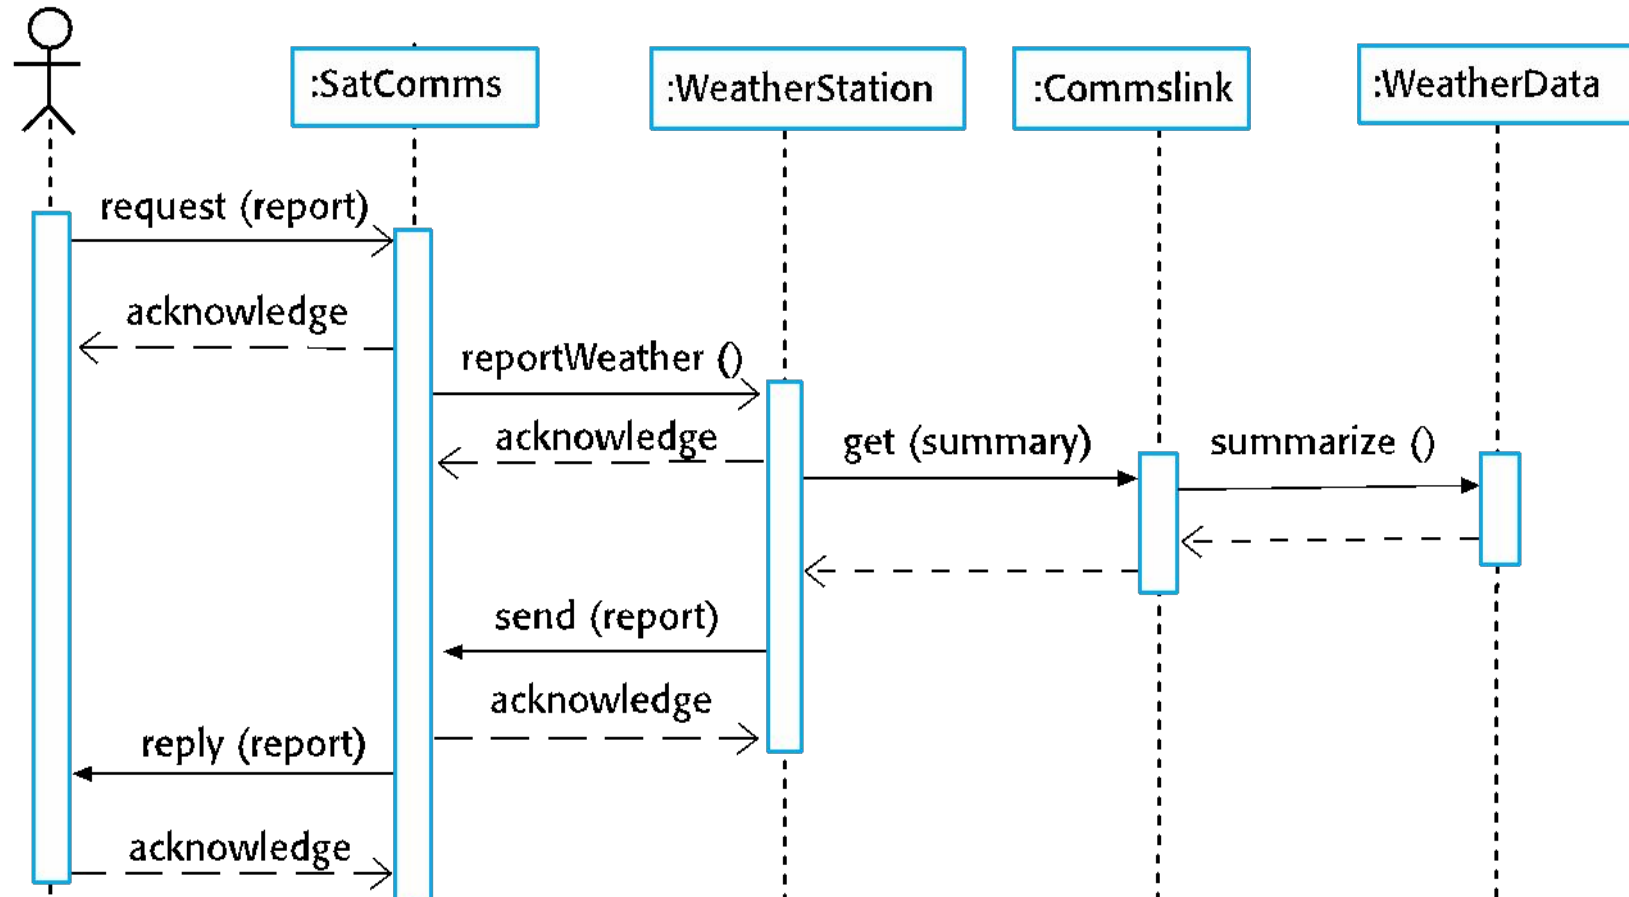 :SatComms
:WeatherStation
:Commslink
:WeatherData
request (report)
acknowledge
reportWeather ()
acknowledge
get (summary)
summarize ()
send (report)
acknowledge
reply (report)
acknowledge